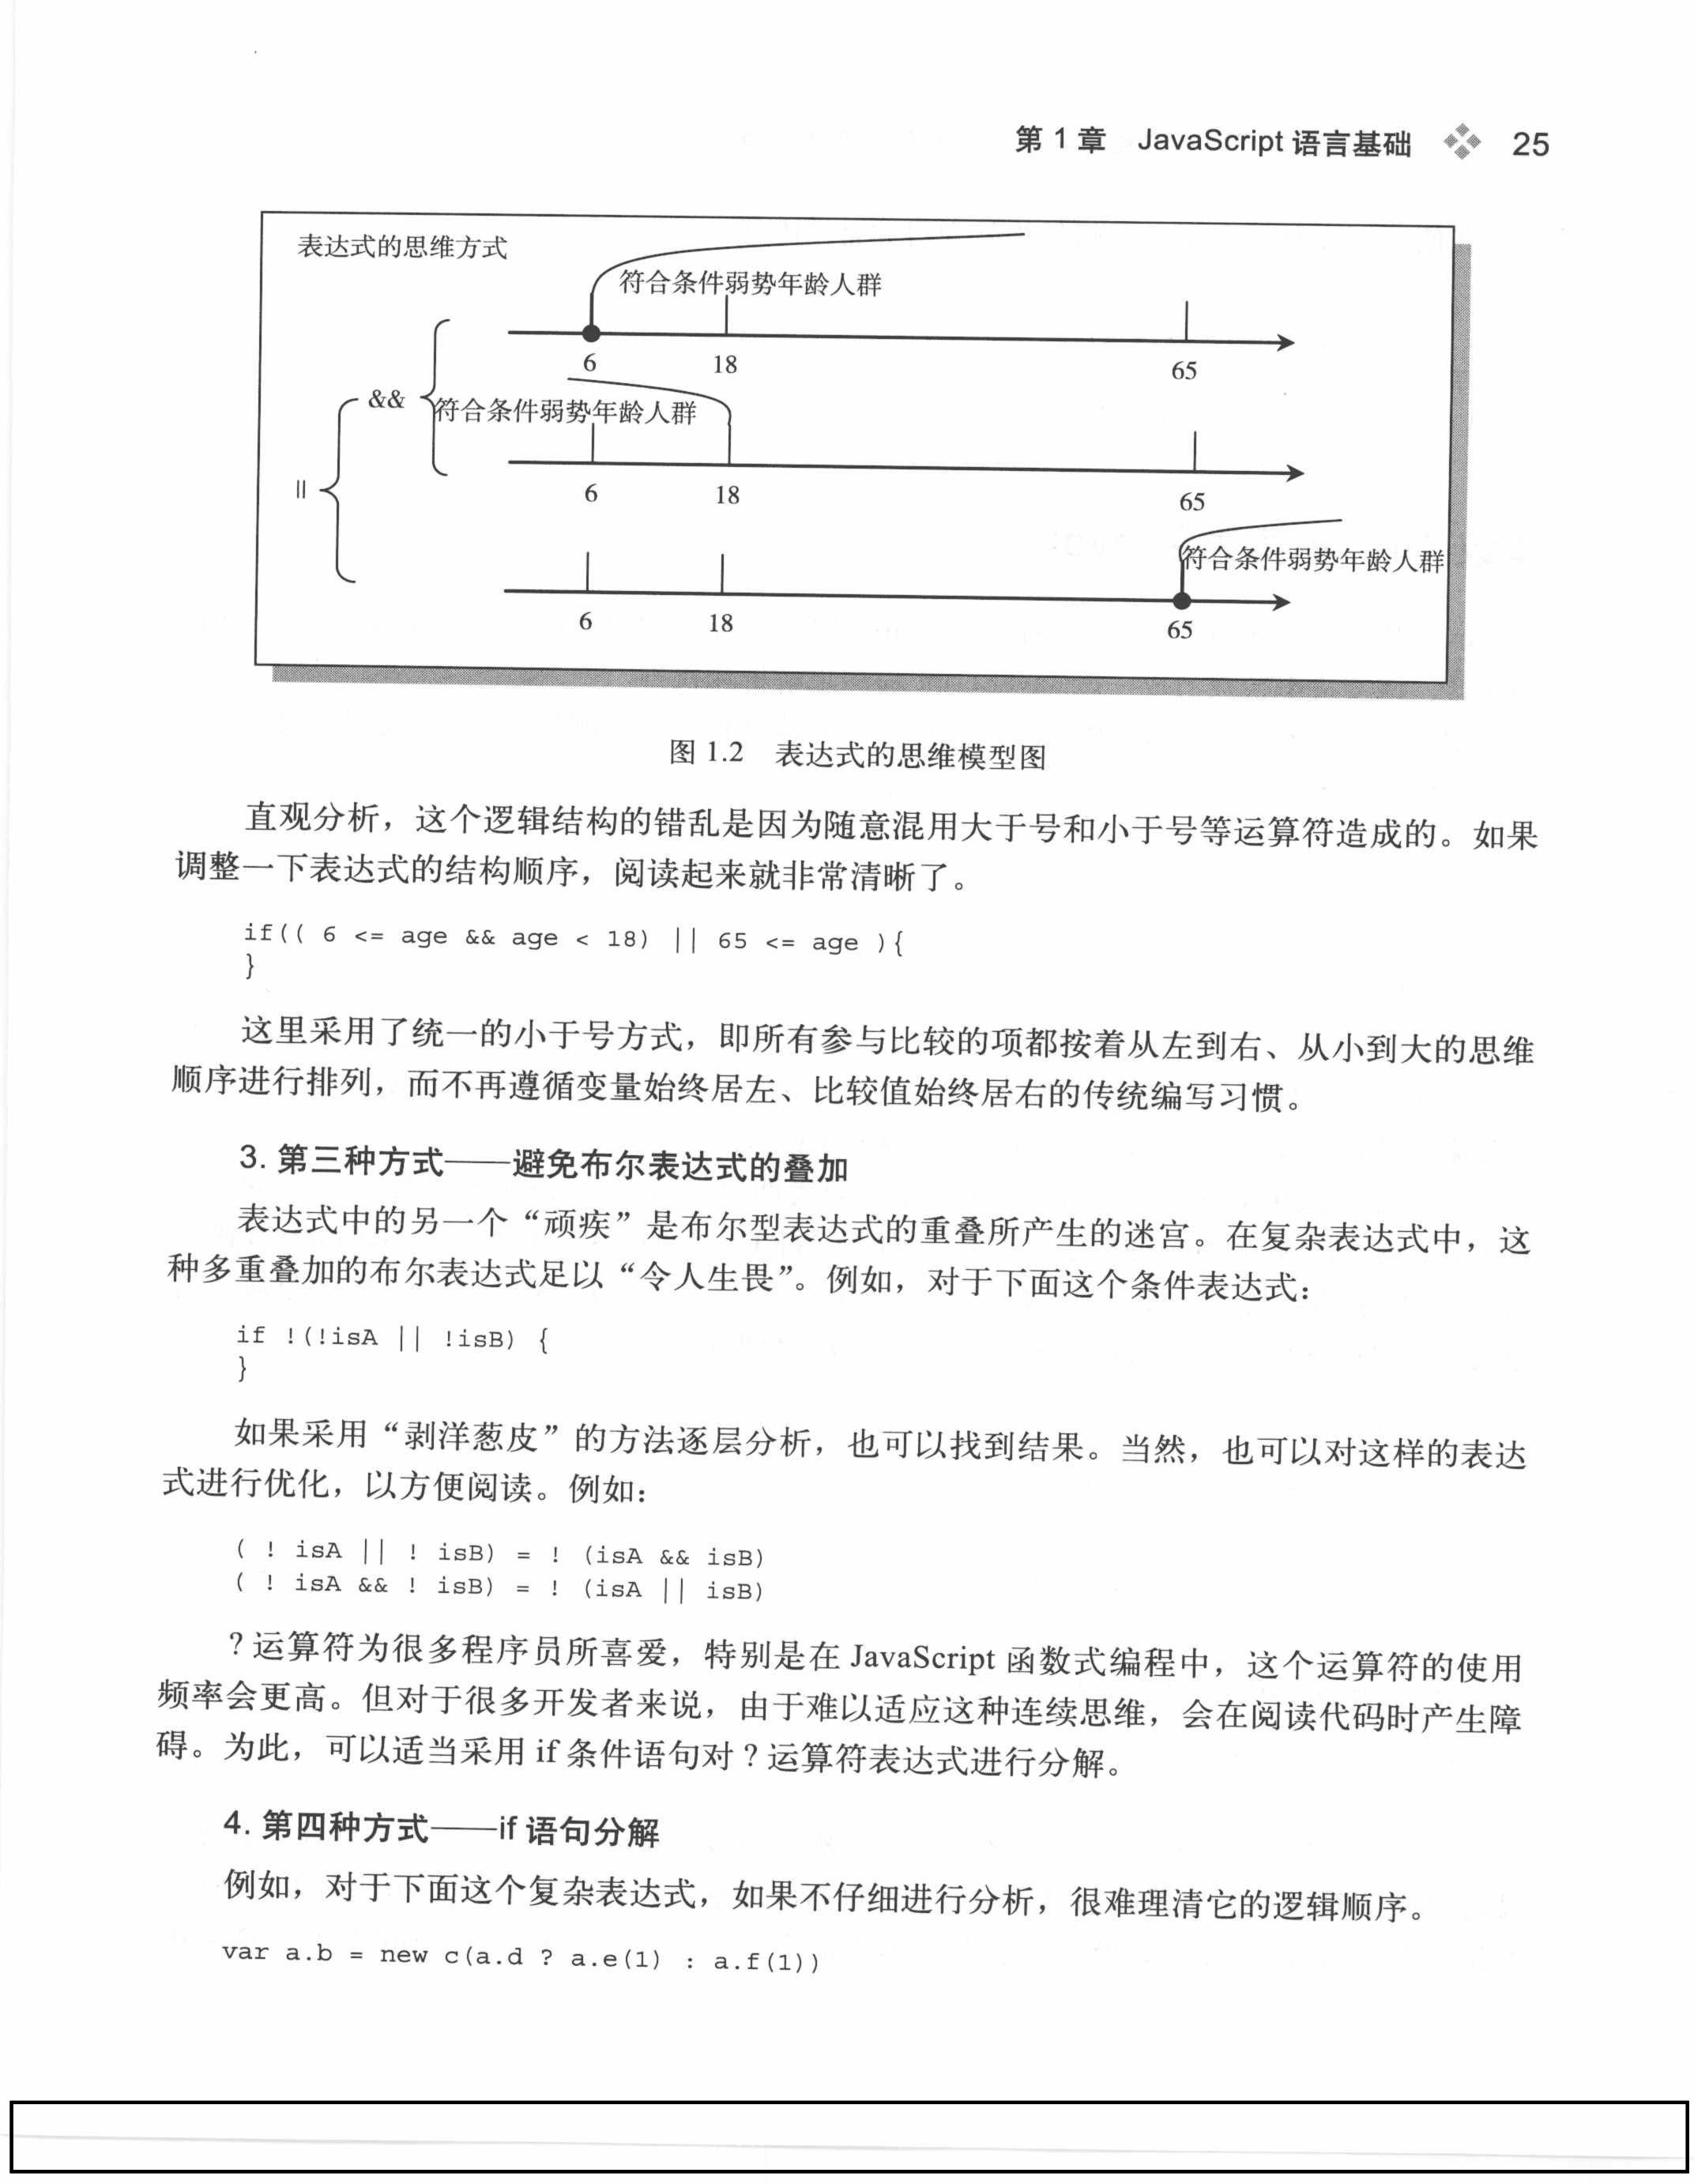 第 1 章 JavaScript 语言基础 25
表达式的思维方式
符合条件弱势年龄人群
6 18 65
&&
符合条件弱势年龄人群
6 18 65
||
符合条件弱势年龄人群
6 18 65
图 1.2 表达式的思维模型图
直观分析，这个逻辑结构的错乱是因为随意混用大于号和小于号等运算符造成的。如果
调整一下表达式的结构顺序，阅读起来就非常清晰了。
if(( 6 <= age && age < 18) || 65 <= age ){
}
这里采用了统一的小于号方式，即所有参与比较的项都按着从左到右、从小到大的思维
顺序进行排列，而不再遵循变量始终居左、比较值始终居右的传统编写习惯。
3. 第三种方式——避免布尔表达式的叠加
表达式中的另一个“顽疾”是布尔型表达式的重叠所产生的迷宫。在复杂表达式中，这
种多重叠加的布尔表达式足以“令人生畏”。例如，对于下面这个条件表达式：
if !(!isA || !isB) {
}
如果采用“剥洋葱皮”的方法逐层分析，也可以找到结果。当然，也可以对这样的表达
式进行优化，以方便阅读。例如：
( ! isA || ! isB) = ! (isA && isB)
( ! isA && ! isB) = ! (isA || isB)
? 运算符为很多程序员所喜爱，特别是在 JavaScript 函数式编程中，这个运算符的使用
频率会更高。但对于很多开发者来说，由于难以适应这种连续思维，会在阅读代码时产生障
碍。为此，可以适当采用 if 条件语句对 ? 运算符表达式进行分解。
4. 第四种方式——if 语句分解
例如，对于下面这个复杂表达式，如果不仔细进行分析，很难理清它的逻辑顺序。
var a.b = new c(a.d ? a.e(1) : a.f(1))